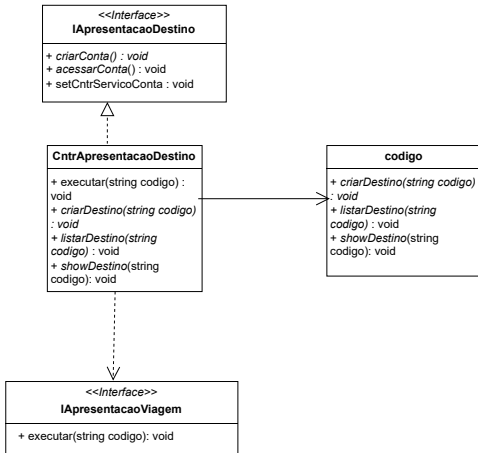 <<Interface>>
IApresentacaoDestino
+ criarConta() : void
+ acessarConta() : void
+ setCntrServicoConta : void
CntrApresentacaoDestino
+ executar(string codigo) :
void
+ criarDestino(string codigo)
: void
+ listarDestino(string
codigo) : void
+ showDestino(string
codigo): void
codigo
+ criarDestino(string codigo)
: void
+ listarDestino(string
codigo) : void
+ showDestino(string
codigo): void
<<Interface>>
IApresentacaoViagem
+ executar(string codigo): void